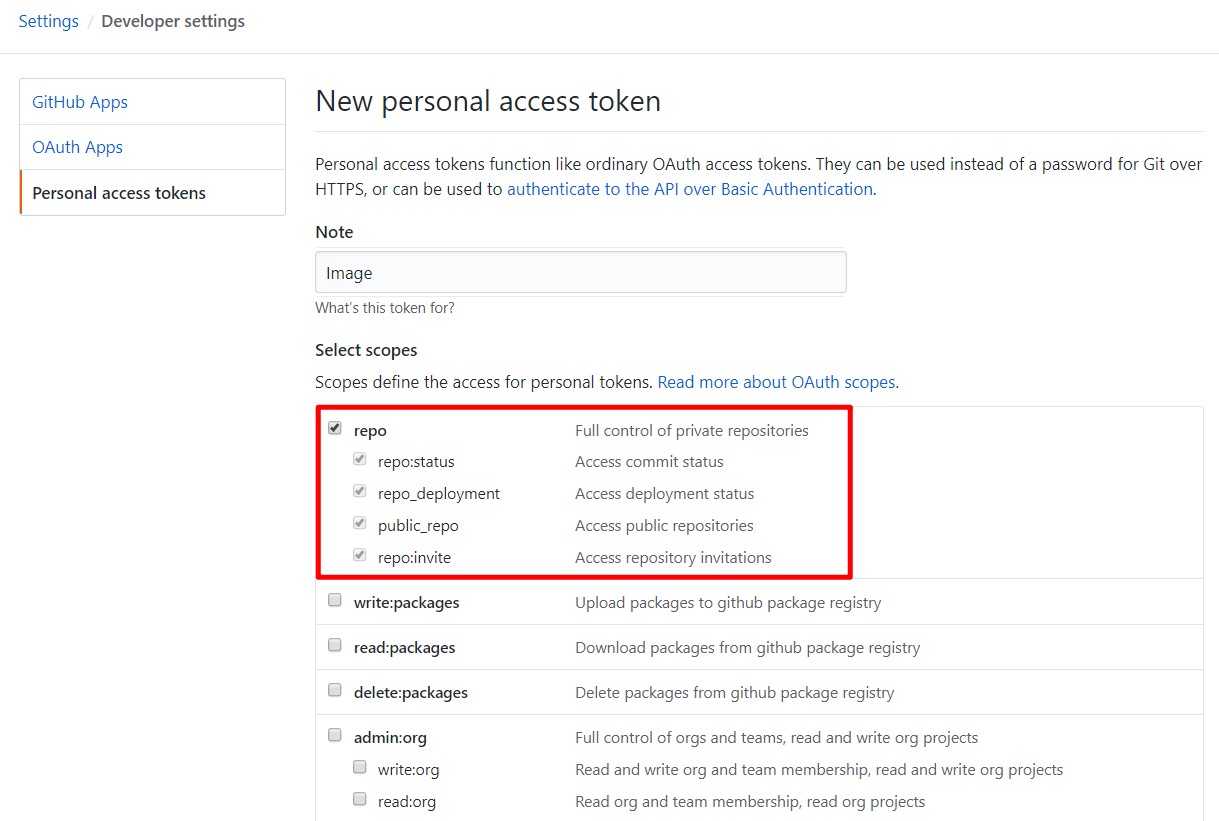 Settings / Developer settings
GitHub Apps
OAuth Apps
Personal access tokens
New personal access token
Personal access tokens function like ordinary OAuth access tokens. They can be used instead of a password for Git over
HTTPS, or can be used to authenticate to the API over Basic Authentication.
Note
Image
What's this token for?
Select scopes
Scopes define the access for personal tokens. Read more about OAuth scopes.
repo Full control of private repositories
repo:status Access commit status
repo_deployment Access deployment status
public_repo Access public repositories
repo:invite Access repository invitations
write:packages Upload packages to github package registry
read:packages Download packages from github package registry
delete:packages Delete packages from github package registry
admin:org Full control of orgs and teams, read and write org projects
write:org Read and write org and team membership, read and write org projects
read:org Read org and team membership, read org projects